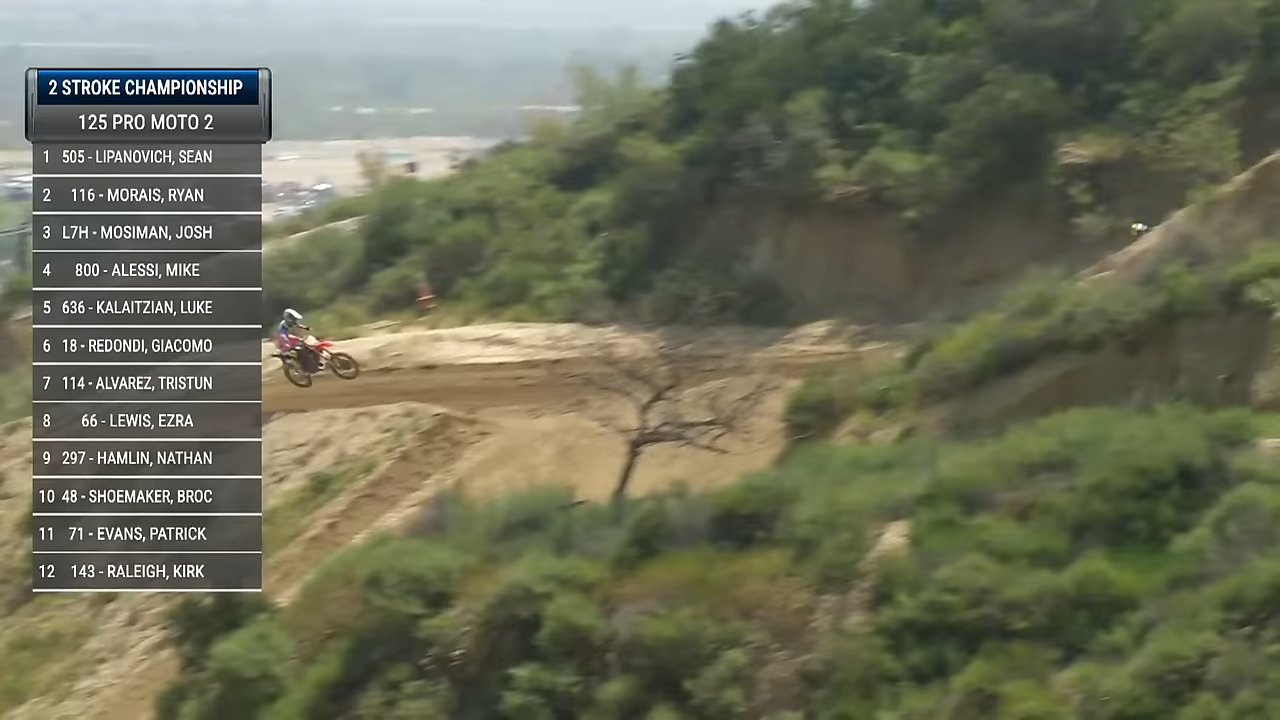 2 STROKE CHAMPIONSHIP
125 PRO MOTO 2
1 505 - LIPANOVICH, SEAN
2 116 - MORAIS, RYAN
3 L7H - MOSIMAN, JOSH
4 800 - ALESSI, MIKE
5 636 - KALAITZIAN, LUKE
6 18 - REDONDI, GIACOMO
7 114 - ALVAREZ, TRISTUN
8 66 - LEWIS, EZRA
9 297 - HAMLIN, NATHAN
10 48 - SHOEMAKER, BROC
11 71 - EVANS, PATRICK
12 143 - RALEIGH, KIRK